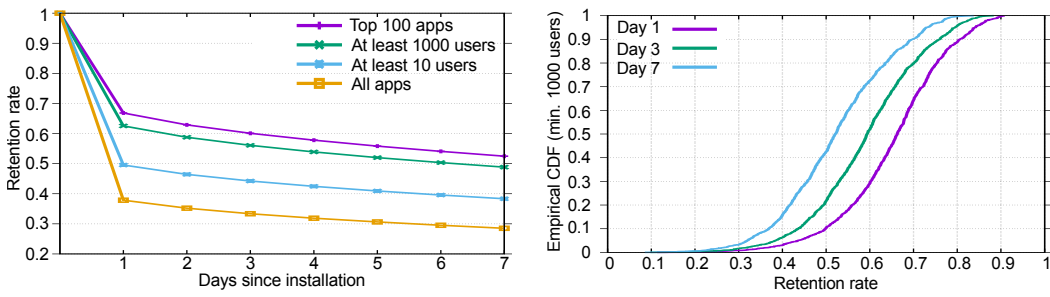 Retention rate
1
0.9
0.8
0.7
0.6
0.5
0.4
0.3
0.2
Top 100 apps
At least 1000 users
At least 10 users
All apps
1 2 3 4 5 6 7
Days since installation
Empirical CDF (min. 1000 users)
1
0.9
0.8
0.7
0.6
0.5
0.4
0.3
0.2
0.1
0
Day 1
Day 3
Day 7
0 0.1 0.2 0.3 0.4 0.5 0.6 0.7 0.8 0.9 1
Retention rate